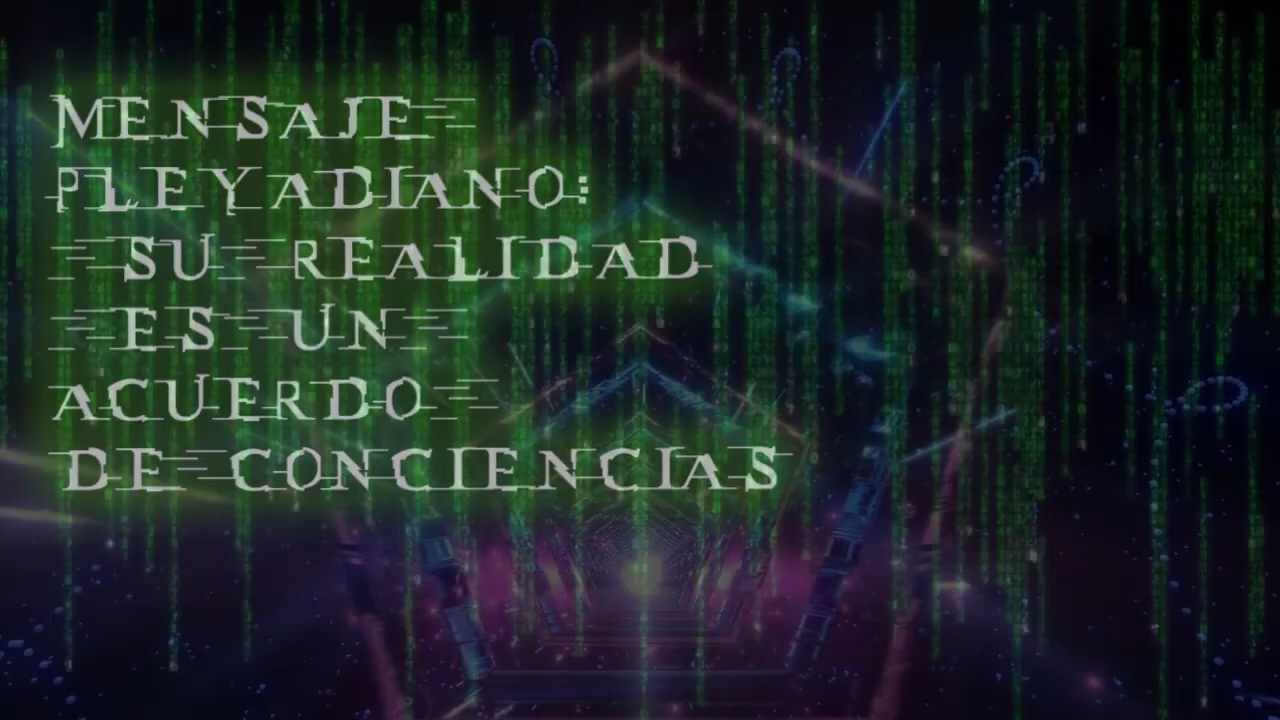 MENSAJE
PLEYADIANO:
SU REALIDAD
ES UN
ACUERDO
DE CONCIENCIAS